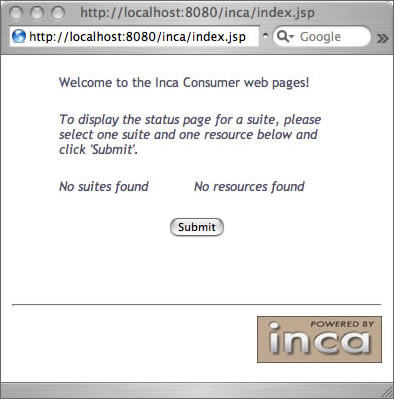 http://localhost:8080/inca/index.jsp
http://localhost:8080/inca/index.jsp Google
Welcome to the Inca Consumer web pages!
To display the status page for a suite, please
select one suite and one resource below and
click 'Submit'.
No suites found No resources found
Submit
POWERED BY
inca